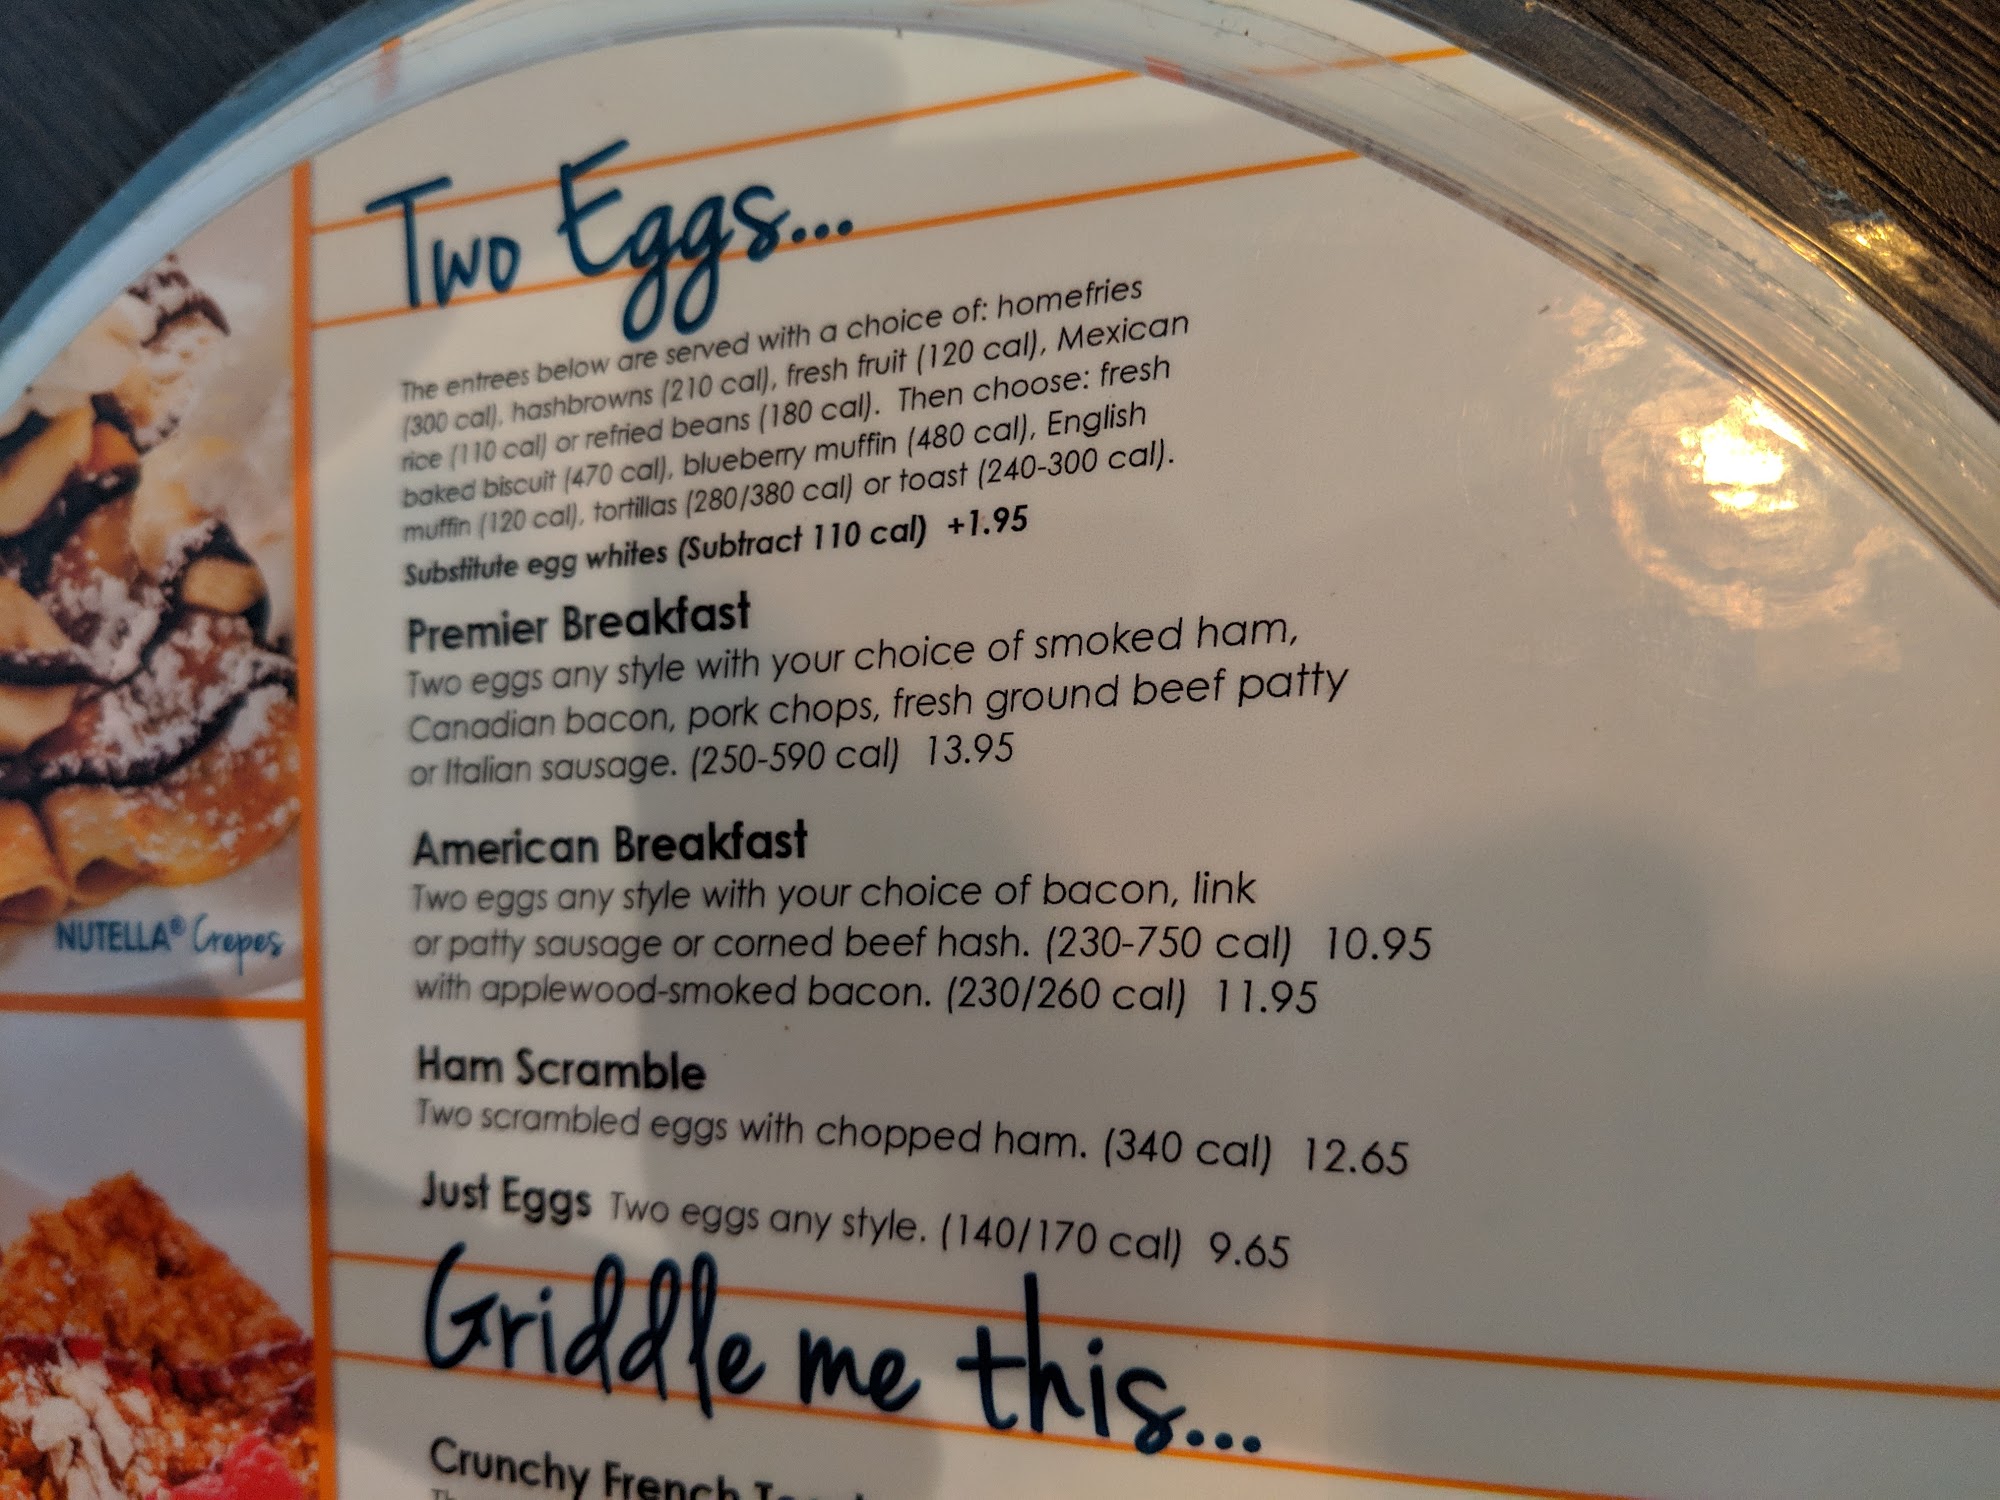 Two Eggs...
The entrees below are served with a choice of: homefries
(300 cal), hashbrowns (210 cal), fresh fruit (120 cal), Mexican
rice (110 cal) or refried beans (180 cal). Then choose: fresh
baked biscuit (470 cal), blueberry muffin (480 cal), English
muffin (120 cal), tortillas (280/380 cal) or toast (240-300 cal).
Substitute egg whites (Subtract 110 cal) +1.95
Premier Breakfast
Two eggs any style with your choice of smoked ham,
Canadian bacon, pork chops, fresh ground beef patty
or Italian sausage. (250-590 cal) 13.95
American Breakfast
Two eggs any style with your choice of bacon, link
or patty sausage or corned beef hash. (230-750 cal) 10.95
with applewood-smoked bacon. (230/260 cal) 11.95
Ham Scramble
Two scrambled eggs with chopped ham. (340 cal) 12.65
Just Eggs Two eggs any style. (140/170 cal) 9.65
Griddle me this...
Crunchy French
NUTELLA® Crepes